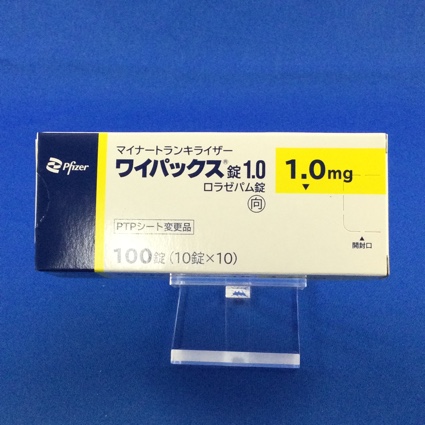 Pfizer
マイナートランキライザー
ワイパックス®錠1.0
ロラゼパム錠
向
1.0mg
▼
PTPシート変更品
100錠(10錠×10)
▲
開封口